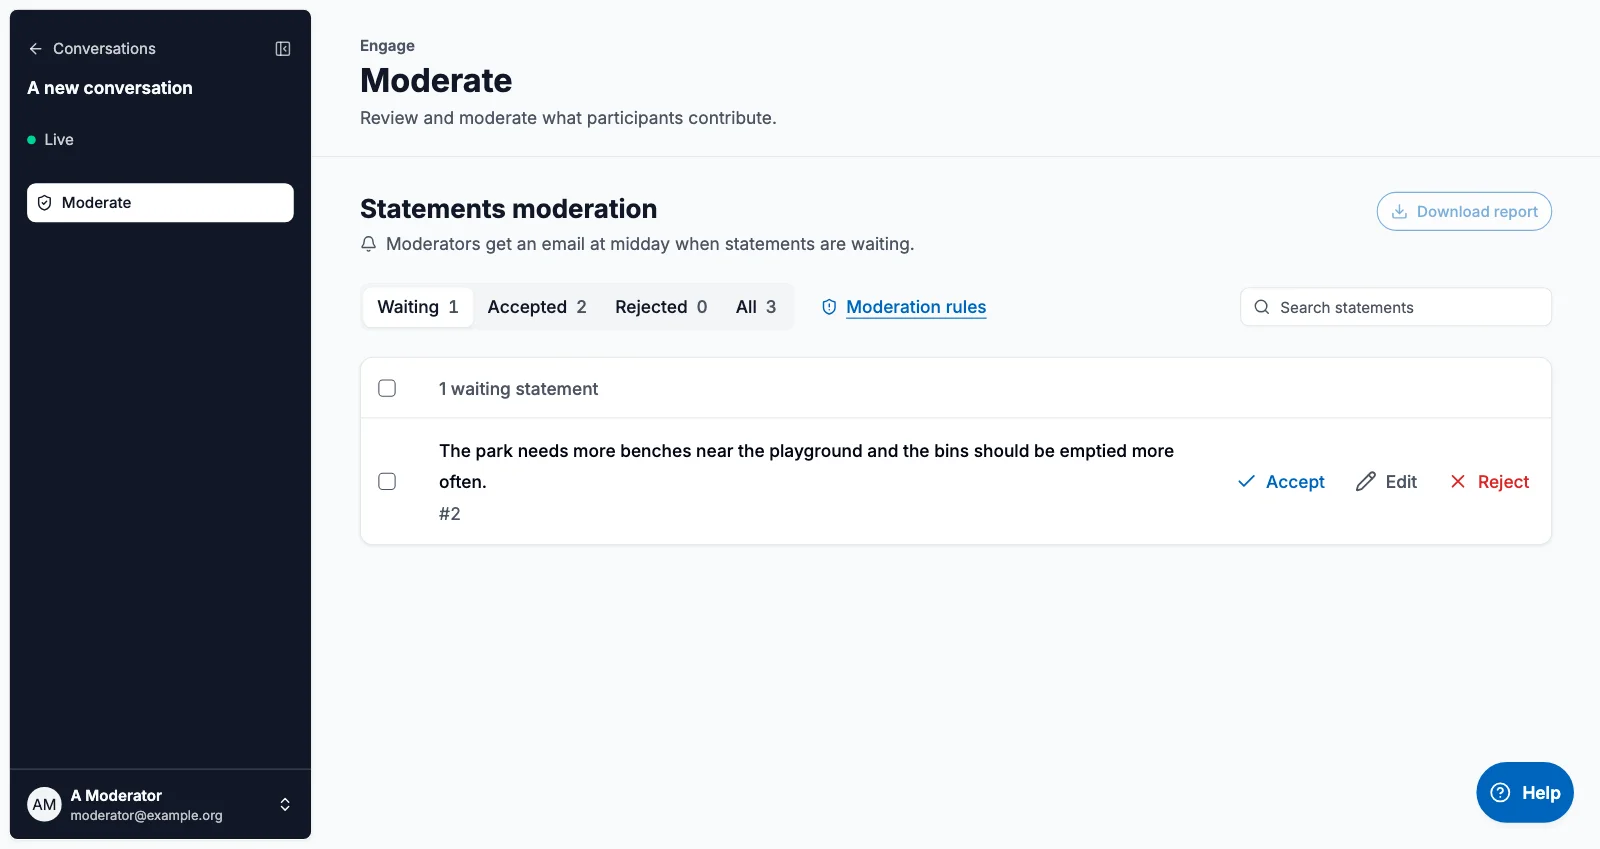 Conversations
A new conversation
Live
Moderate
AM
A Moderator
moderator@example.org
Engage
Moderate
Review and moderate what participants contribute.
Statements moderation
Download report
Moderators get an email at midday when statements are waiting.
Waiting 1 Accepted 2 Rejected 0 All 3 Moderation rules Search statements
1 waiting statement
The park needs more benches near the playground and the bins should be emptied more
often.
#2
Accept Edit Reject
Help